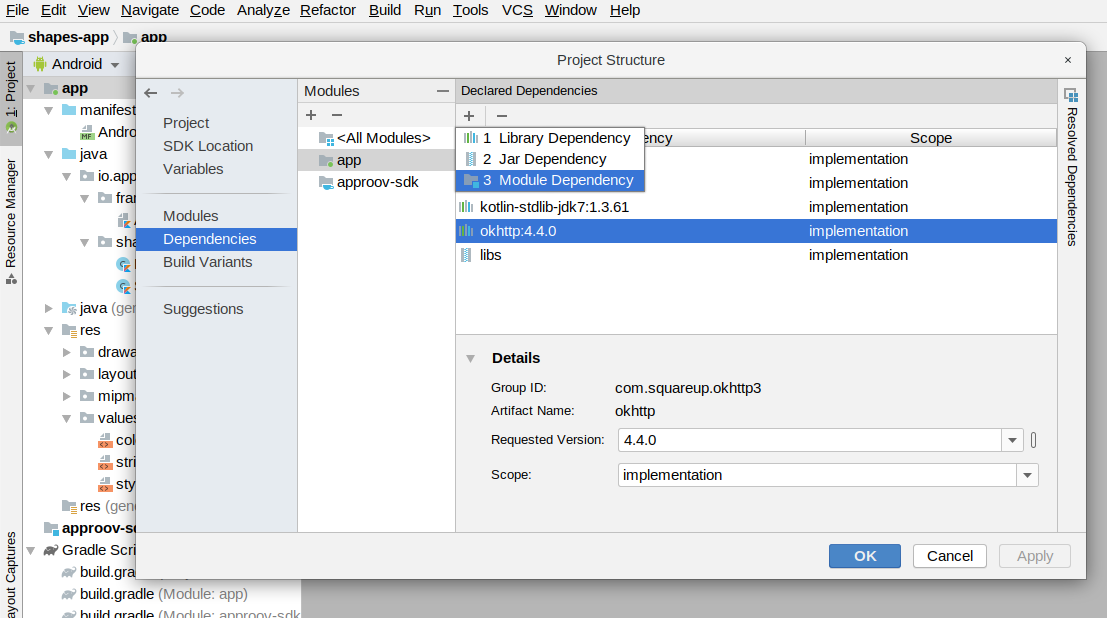 File Edit View Navigate Code Analyze Refactor Build Run Tools VCS Window Help
shapes-app app
1: Project
Resource Manager
Android
app
manifest
Andro
java
io.app
fra
sha
java (gen
res
drawa
layout
mipm
values
col
stri
sty
res (gene
approov-s
Gradle Scri
build.gra
build.gradle (Module: app)
build.gradle (Module: approov-sdk
ayout Captures
Project Structure
×
Project
SDK Location
Variables
Modules
Dependencies
Build Variants
Suggestions
Modules
<All Modules>
app
approov-sdk
Declared Dependencies
1 Library Dependency
2 Jar Dependency
3 Module Dependency
ency Scope
implementation
implementation
kotlin-stdlib-jdk7:1.3.61 implementation
okhttp:4.4.0 implementation
libs implementation
Details
Group ID: com.squareup.okhttp3
Artifact Name: okhttp
Requested Version: 4.4.0
Scope: implementation
Resolved Dependencies
OK Cancel Apply